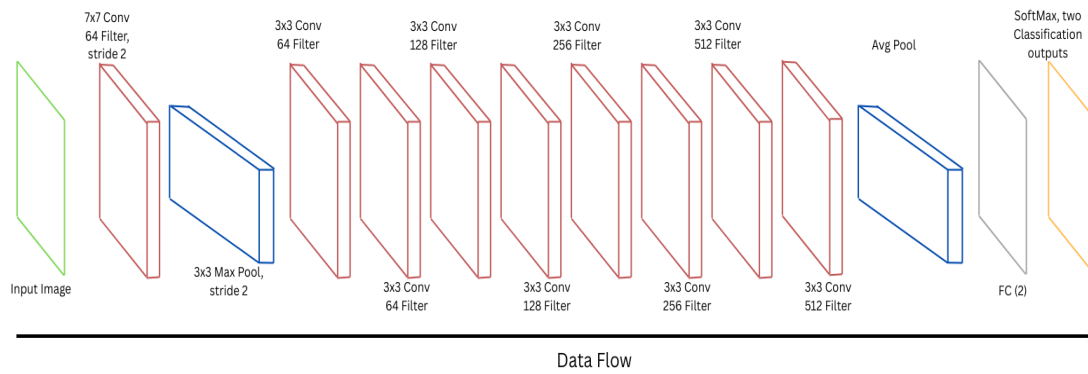 7x7 Conv
64 Filter,
stride 2
3x3 Conv
64 Filter
3x3 Conv
128 Filter
3x3 Conv
256 Filter
3x3 Conv
512 Filter
Avg Pool
SoftMax, two
Classification
outputs
Input Image
3x3 Max Pool,
stride 2
3x3 Conv
64 Filter
3x3 Conv
128 Filter
3x3 Conv
256 Filter
3x3 Conv
512 Filter
FC (2)
Data Flow